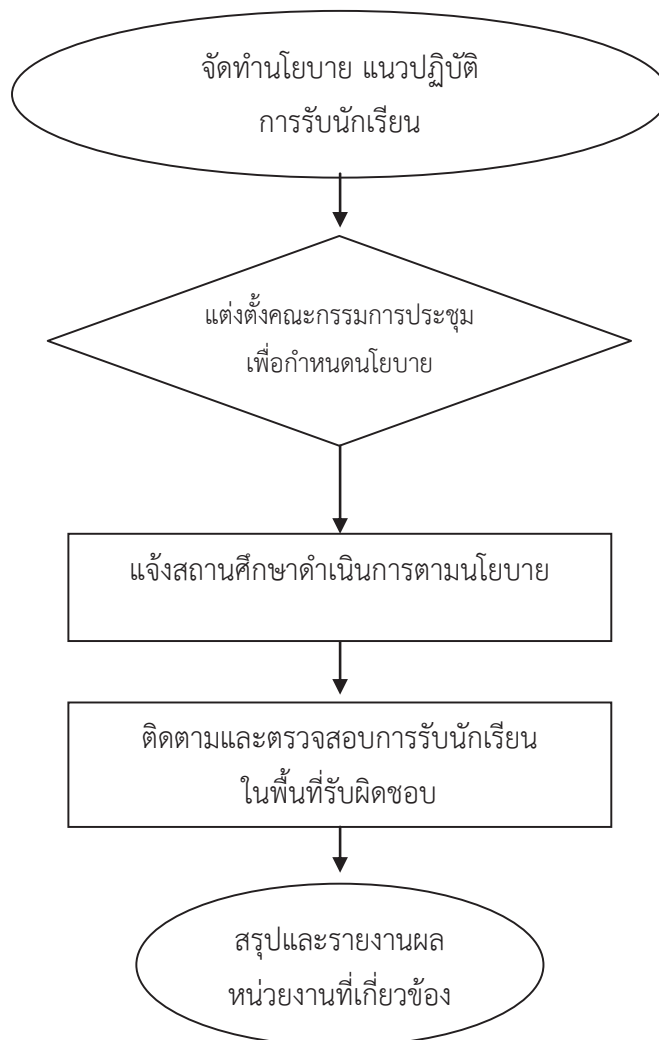 จัดทำนโยบาย แนวปฏิบัติ
การรับนักเรียน
แต่งตั้งคณะกรรมการประชุม
เพื่อกำหนดนโยบาย
แจ้งสถานศึกษาดำเนินการตามนโยบาย
ติดตามและตรวจสอบการรับนักเรียน
ในพื้นที่รับผิดชอบ
สรุปและรายงานผล
หน่วยงานที่เกี่ยวข้อง